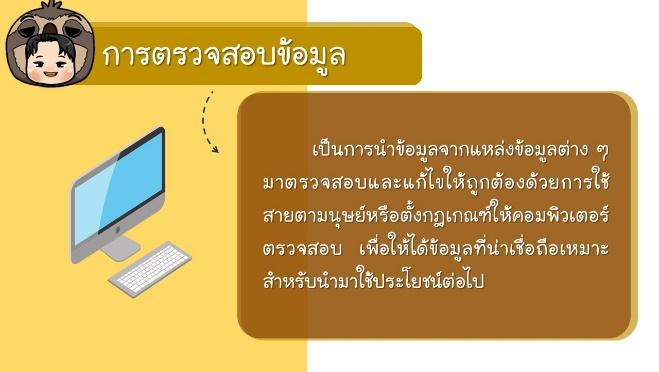 การตรวจสอบข้อมูล
เป็นการนำข้อมูลจากแหล่งข้อมูลต่าง ๆ
มาตรวจสอบและแก้ไขให้ถูกต้องด้วยการใช้
สายตามนุษย์หรือตั้งกฎเกณฑ์ให้คอมพิวเตอร์
ตรวจสอบ เพื่อให้ได้ข้อมูลที่น่าเชื่อถือเหมาะ
สำหรับนำมาใช้ประโยชน์ต่อไป